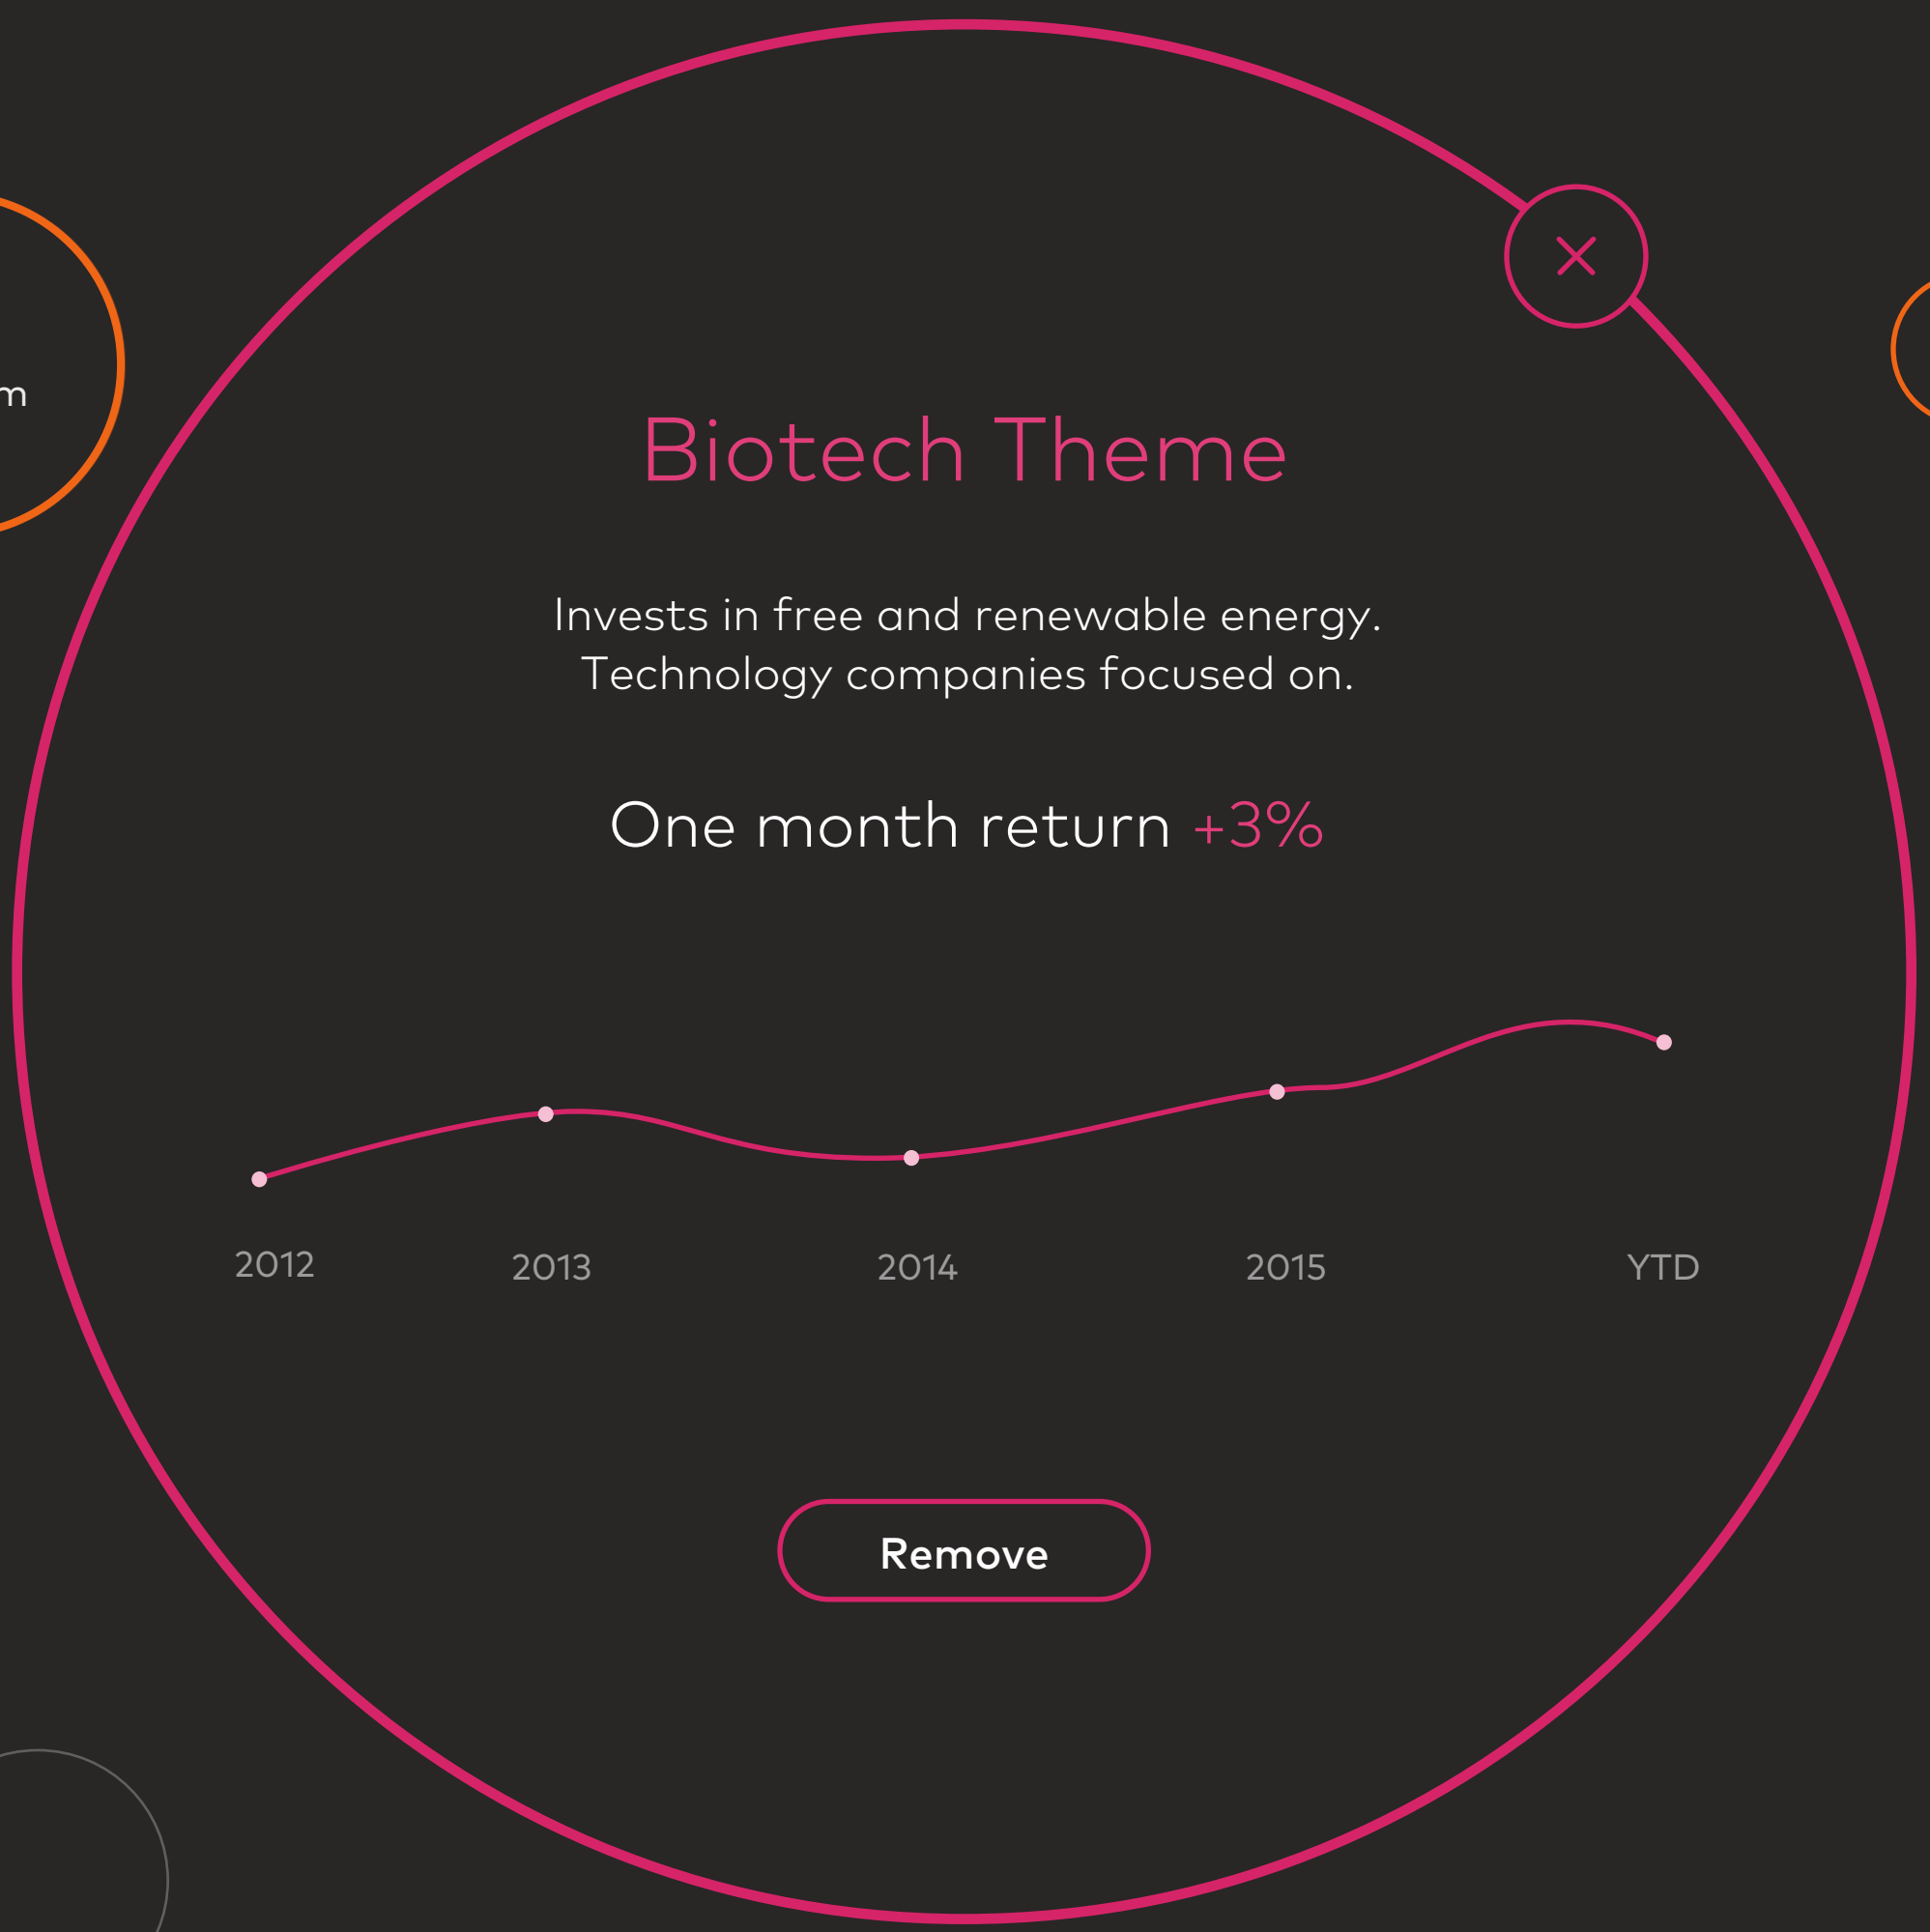 m
Biotech Theme
Invests in free and renewable energy.
Technology companies focused on.
One month return +3%
2012 2013 2014 2015 YTD
Remove